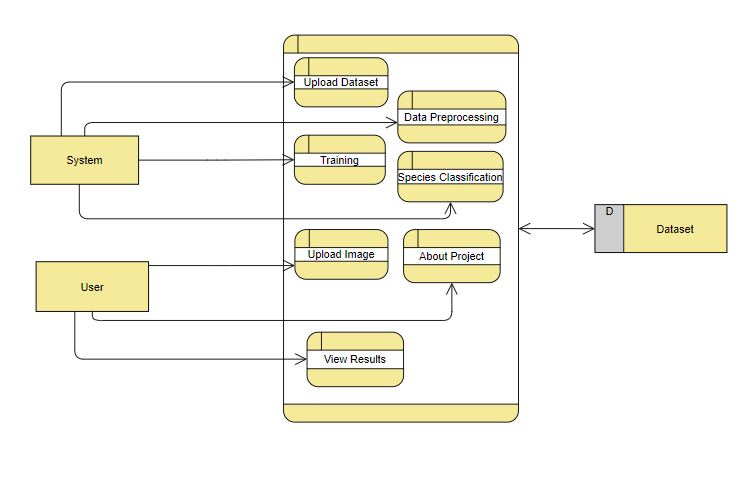 Upload Dataset
Data Preprocessing
System
Training
Species Classification
D
Dataset
Upload Image
About Project
User
View Results